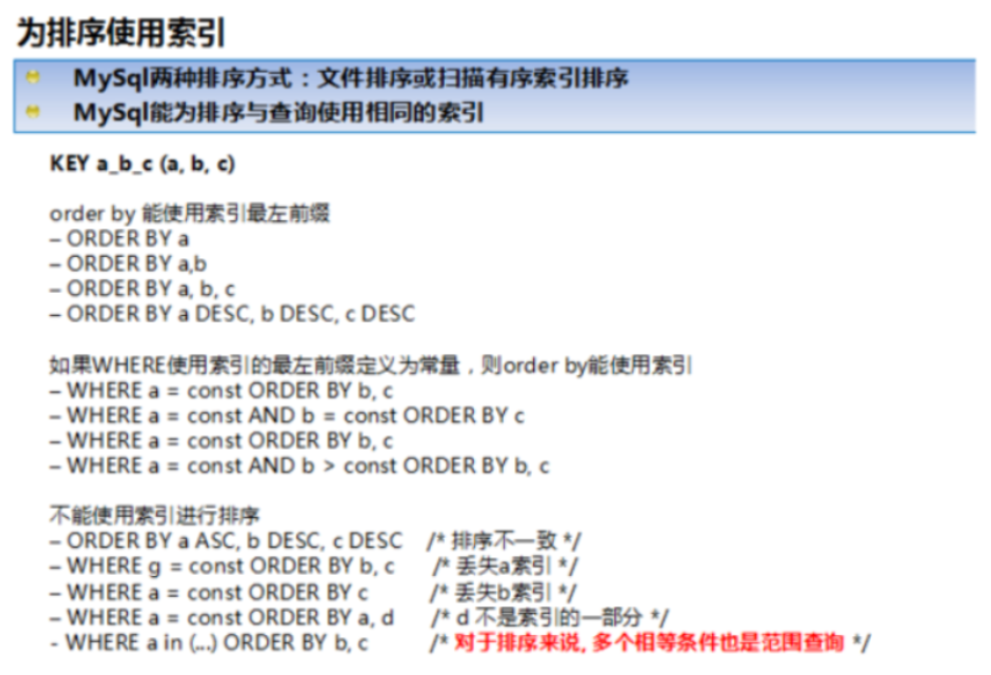 为排序使用索引
MySql两种排序方式：文件排序或扫描有序索引排序
MySql能为排序与查询使用相同的索引
KEY a_b_c (a, b, c)
order by 能使用索引最左前缀
– ORDER BY a
– ORDER BY a,b
– ORDER BY a, b, c
– ORDER BY a DESC, b DESC, c DESC
如果WHERE使用索引的最左前缀定义为常量，则order by能使用索引
– WHERE a = const ORDER BY b, c
– WHERE a = const AND b = const ORDER BY c
– WHERE a = const ORDER BY b, c
– WHERE a = const AND b > const ORDER BY b, c
不能使用索引进行排序
– ORDER BY a ASC, b DESC, c DESC /* 排序不一致 */
– WHERE g = const ORDER BY b, c /* 丢失a索引 */
– WHERE a = const ORDER BY c /* 丢失b索引 */
– WHERE a = const ORDER BY a, d /* d 不是索引的一部分 */
- WHERE a in (...) ORDER BY b, c /* 对于排序来说, 多个相等条件也是范围查询 */